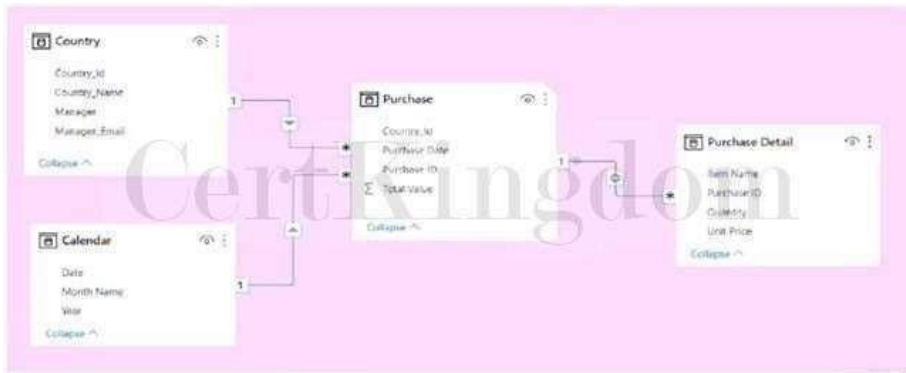 Country
Country_Id
Country_Name
Manager
Manager_Email
Collapse
1
Purchase
Country_Id
Purchase Date
Purchase ID
Σ Total Value
Collapse
*
*
1
Purchase Detail
Item Name
Purchase ID
Quantity
Unit Price
Collapse
*
Calendar
Date
Month Name
Year
Collapse
1
CertKingdom